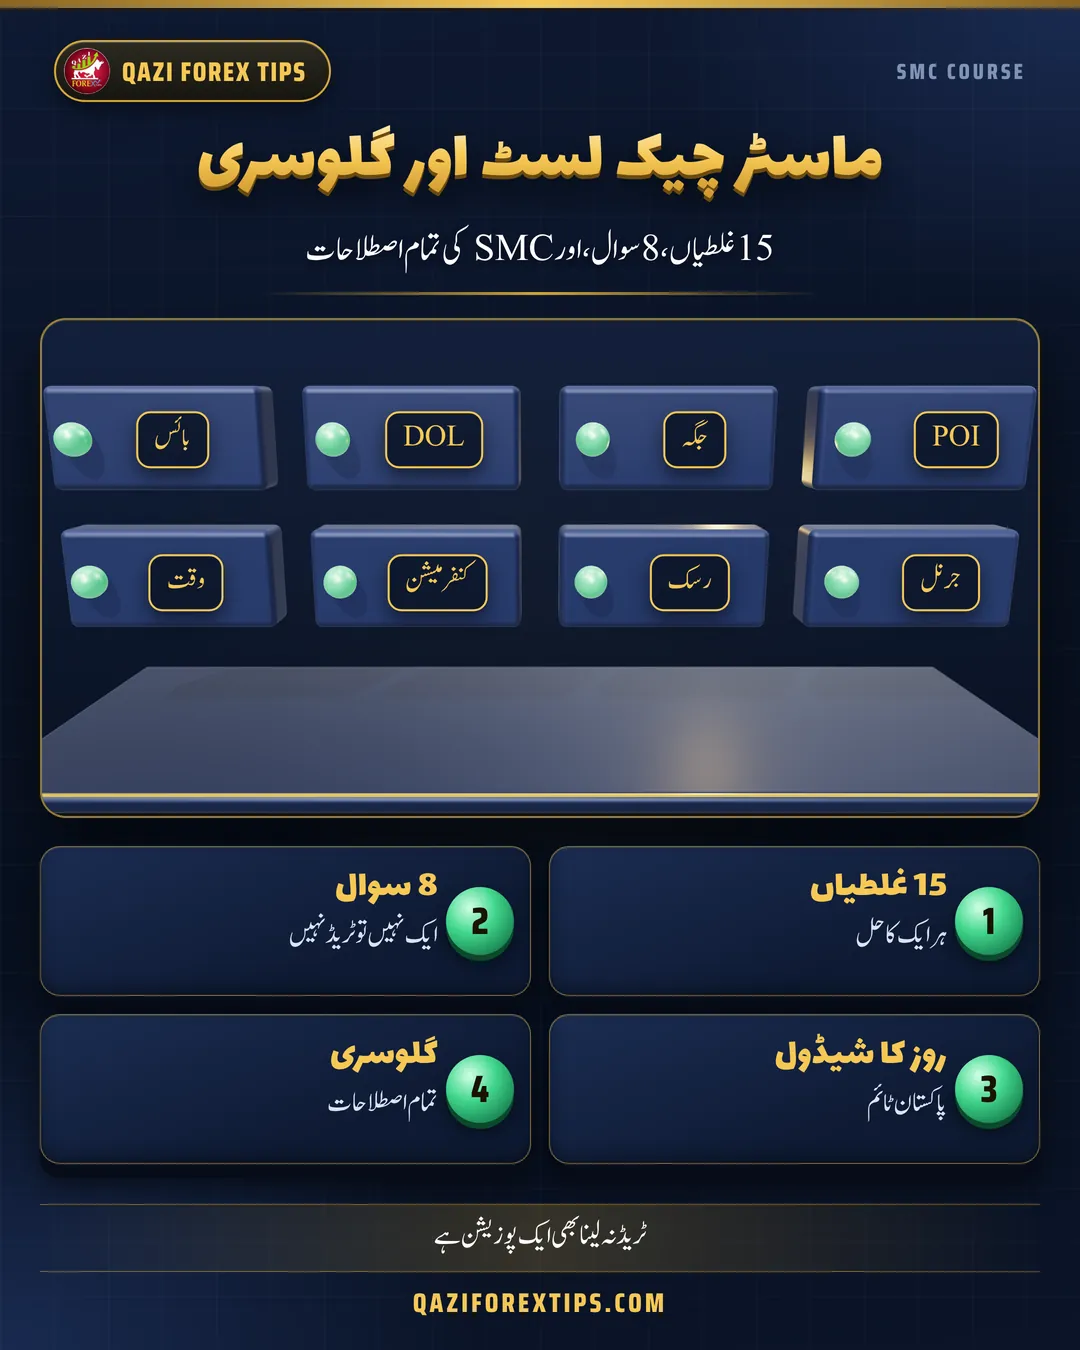 QAZI FOREX TIPS
SMC COURSE
ماسٹر چیک لسٹ اور گلوسری
15 غلطیاں، 8 سوال، اور SMC کی تمام اصطلاحات
بائس
DOL
جگہ
POI
وقت
کنفرمیشن
رسک
جرنل
15 غلطیاں
ہر ایک کا حل
1
8 سوال
ایک نہیں تو ٹریڈ نہیں
2
روز کا شیڈول
پاکستان ٹائم
3
گلوسری
تمام اصطلاحات
4
ٹریڈ نہ لینا بھی ایک پوزیشن ہے
QAZIFOREXTIPS.COM